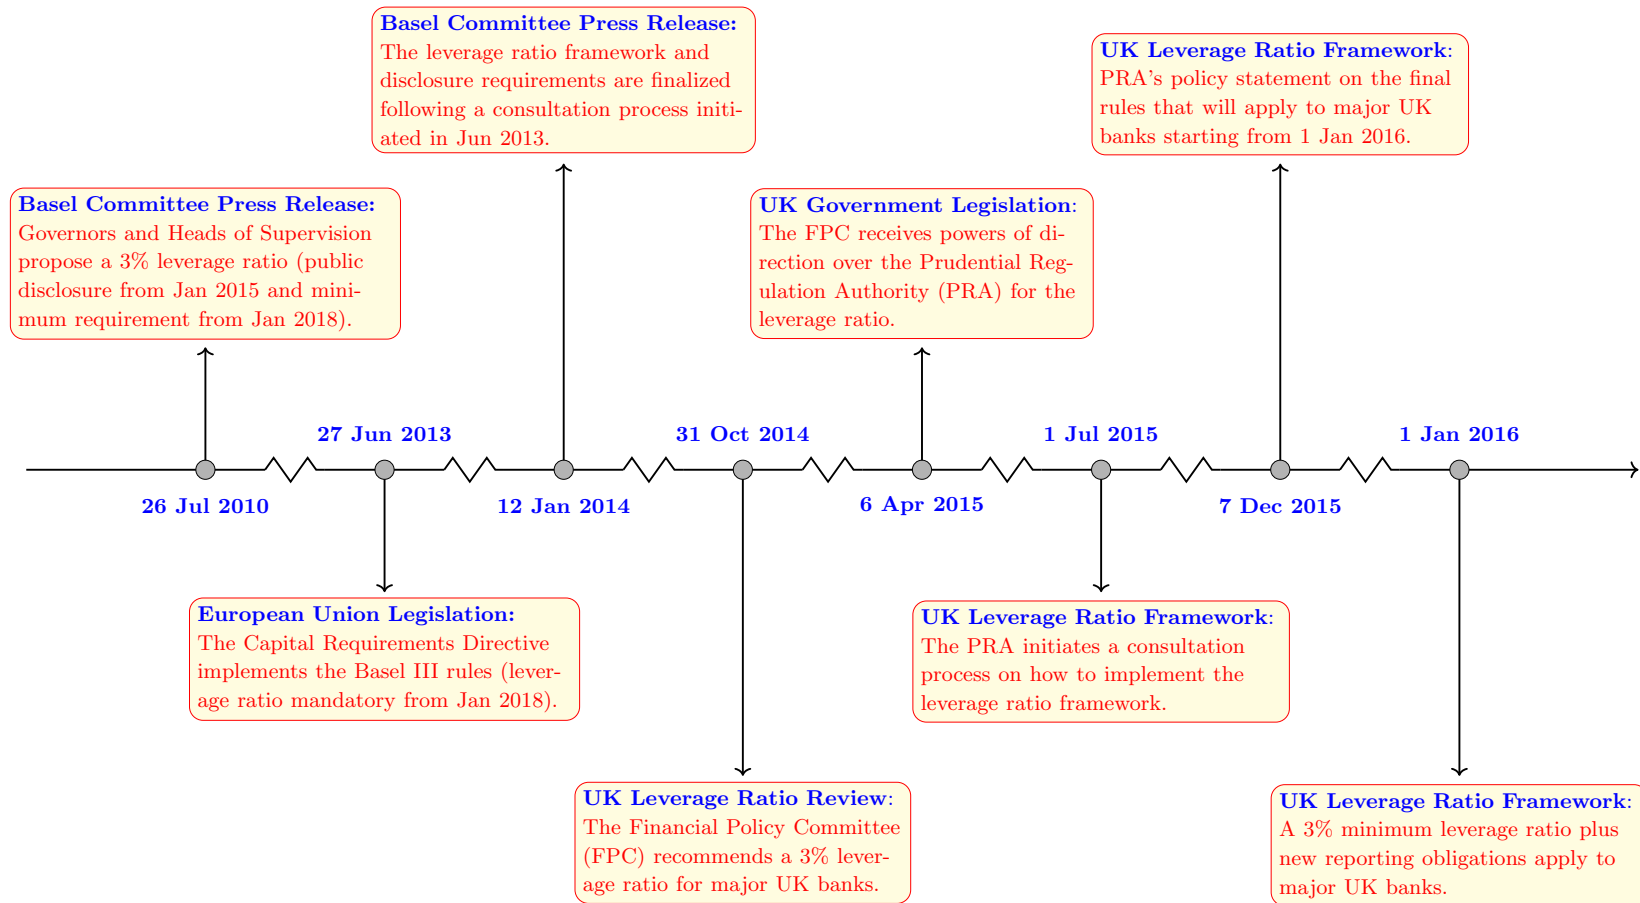 Basel Committee Press Release:
The leverage ratio framework and
disclosure requirements are finalized
following a consultation process initi-
ated in Jun 2013.
UK Leverage Ratio Framework:
PRA's policy statement on the final
rules that will apply to major UK
banks starting from 1 Jan 2016.
Basel Committee Press Release:
Governors and Heads of Supervision
propose a 3% leverage ratio (public
disclosure from Jan 2015 and mini-
mum requirement from Jan 2018).
UK Government Legislation:
The FPC receives powers of di-
rection over the Prudential Reg-
ulation Authority (PRA) for the
leverage ratio.
27 Jun 2013
31 Oct 2014
1 Jul 2015
1 Jan 2016
26 Jul 2010
12 Jan 2014
6 Apr 2015
7 Dec 2015
European Union Legislation:
The Capital Requirements Directive
implements the Basel III rules (lever-
age ratio mandatory from Jan 2018).
UK Leverage Ratio Framework:
The PRA initiates a consultation
process on how to implement the
leverage ratio framework.
UK Leverage Ratio Review:
The Financial Policy Committee
(FPC) recommends a 3% lever-
age ratio for major UK banks.
UK Leverage Ratio Framework:
A 3% minimum leverage ratio plus
new reporting obligations apply to
major UK banks.